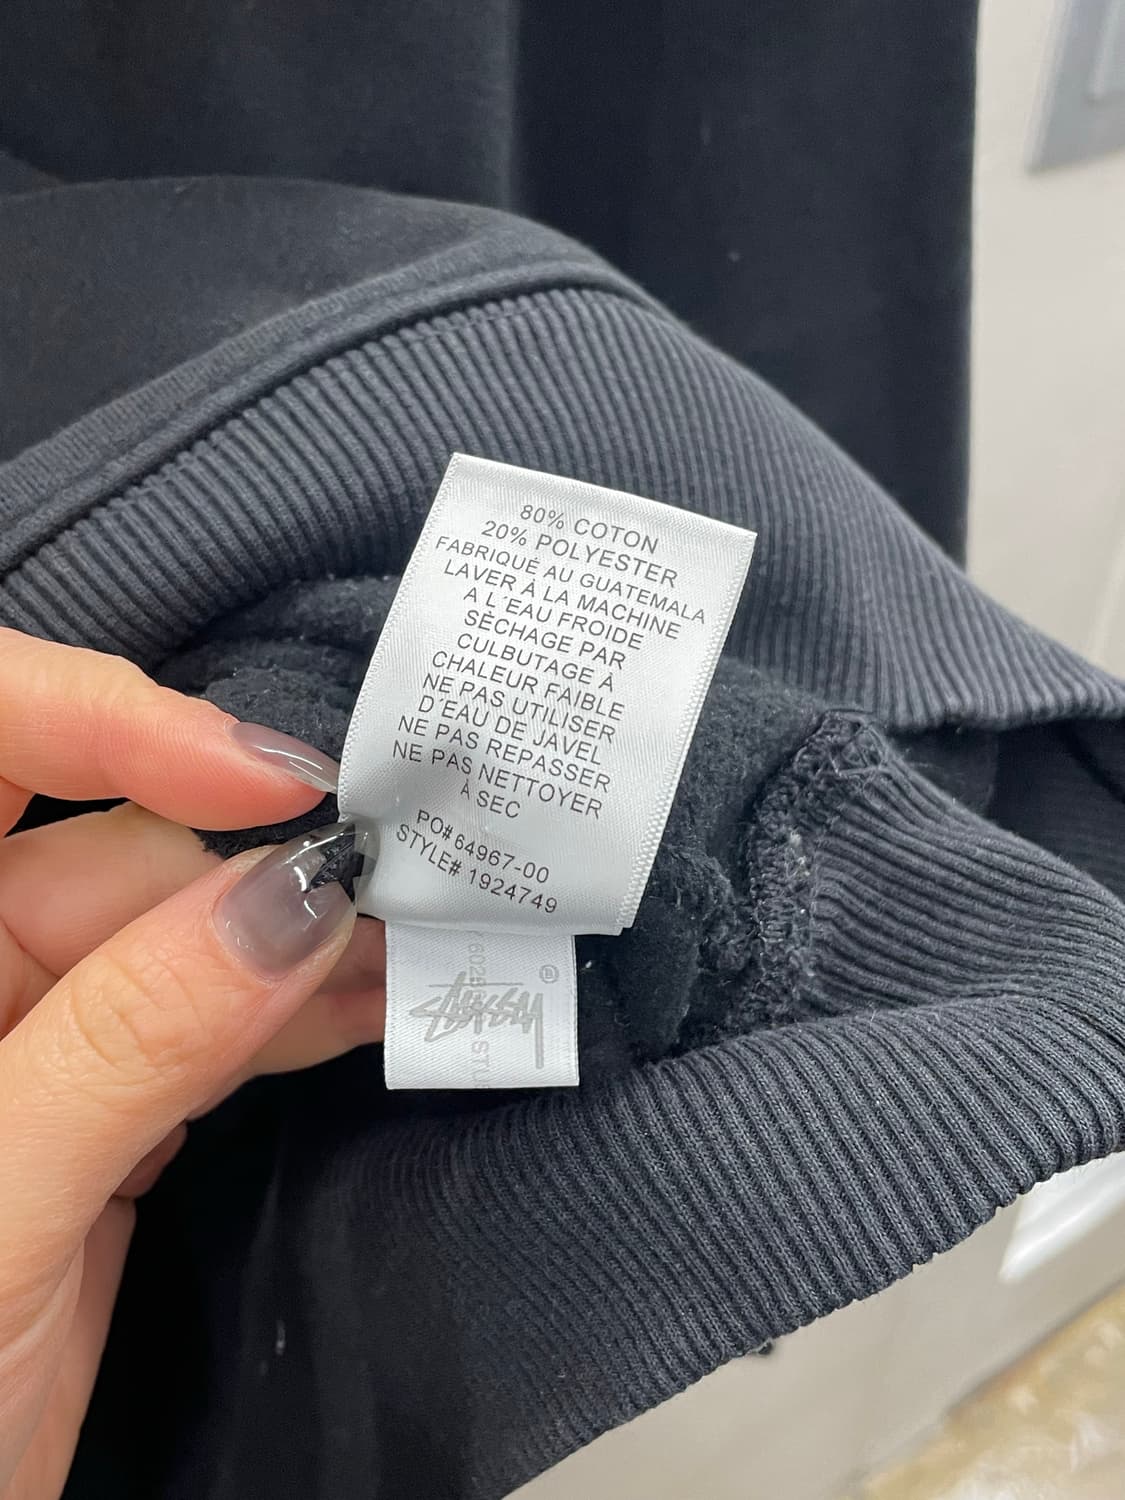 80% COTON
20% POLYESTER
FABRIQUÉ AU GUATEMALA
LAVER À LA MACHINE
A L'EAU FROIDE
SÈCHAGE PAR
CULBUTAGE À
CHALEUR FAIBLE
NE PAS UTILISER
D'EAU DE JAVEL
NE PAS REPASSER
NE PAS NETTOYER
À SEC
PO# 64967-00
STYLE# 1924749
STÜSSY
®